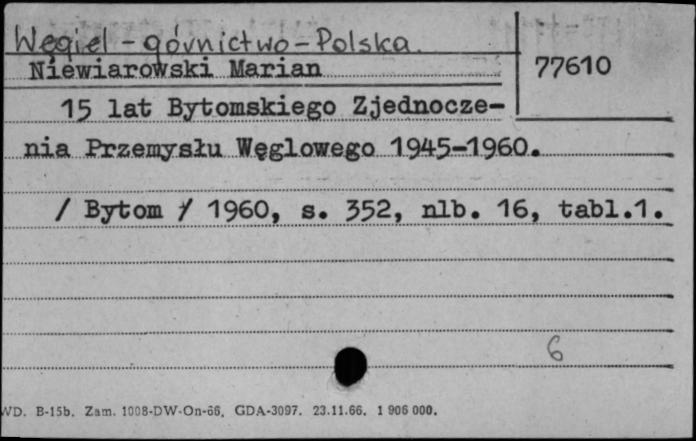 Węgiel - górnictwo - Polska.
Niewiarowski Marian
77610
15 lat Bytomskiego Zjednocze-
nia Przemysłu Węglowego 1945-1960.
/ Bytom / 1960, s. 352, nlb. 16, tabl.1.
6
WD. B-15b. Zam. 1008-DW-On-66. GDA-3097. 23.11.66. 1 906 000.